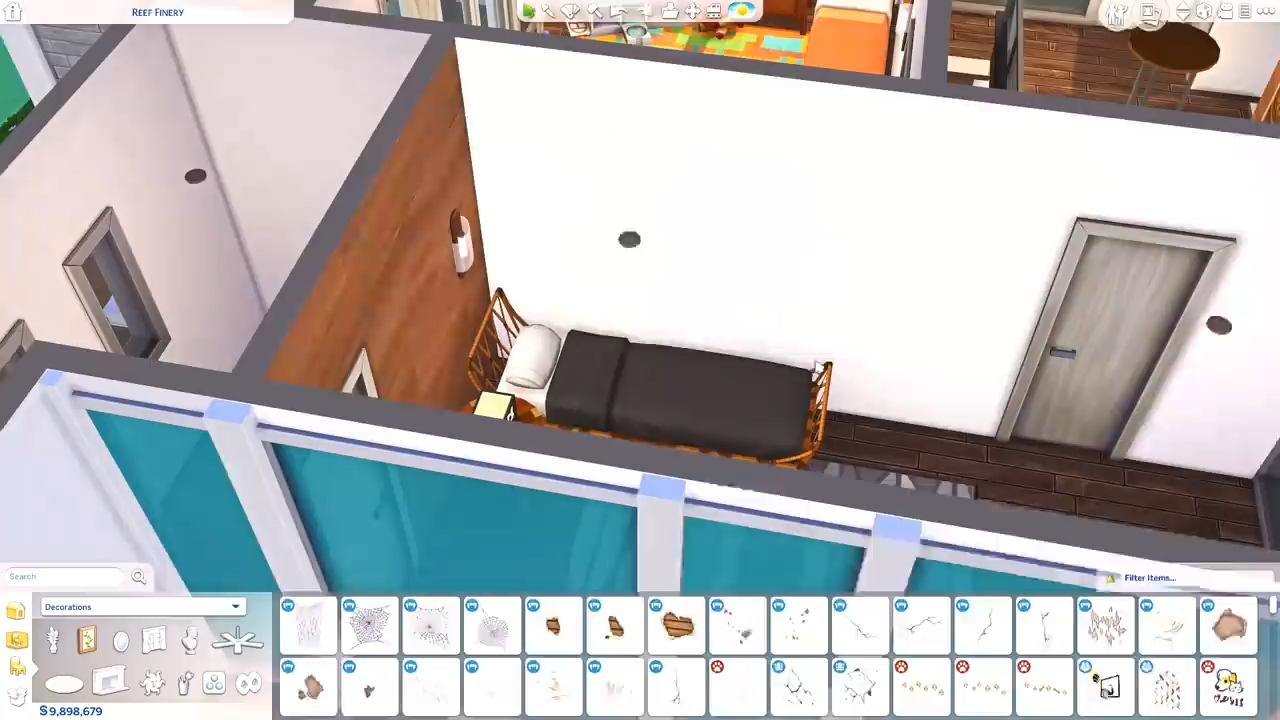 REEF FINERY
Search
Filter Items...
Decorations
§9,898,679